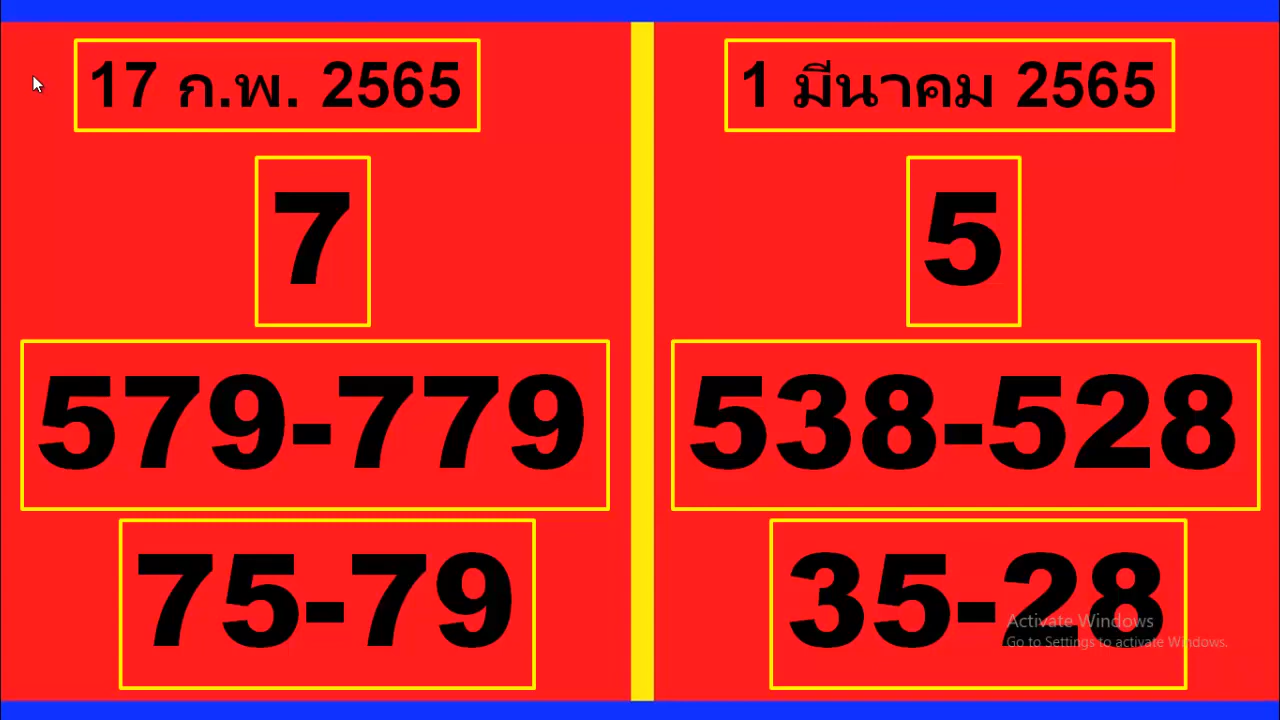 17 ก.พ. 2565
7
579-779
75-79
1 มีนาคม 2565
5
538-528
35-28
Activate Windows
Go to Settings to activate Windows.